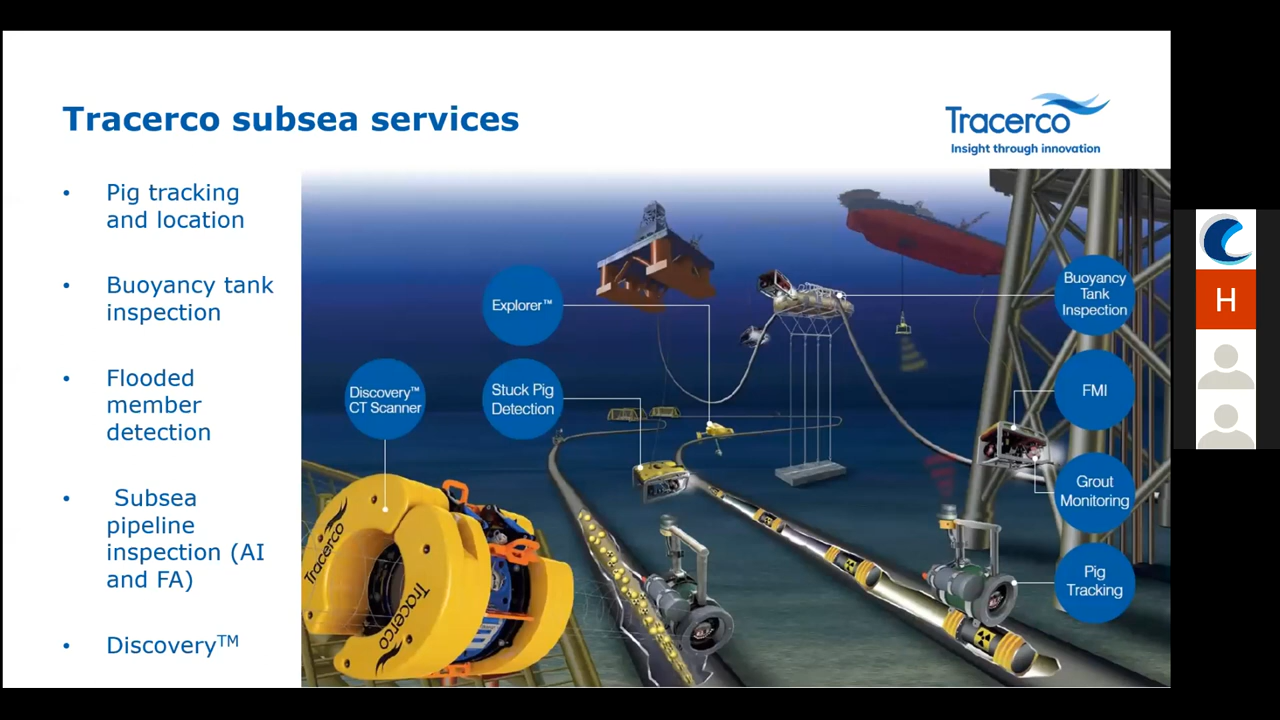 Tracerco subsea services
Tracerco
Insight through innovation
• Pig tracking
and location
• Buoyancy tank
inspection
• Flooded
member
detection
• Subsea
pipeline
inspection (AI
and FA)
• Discovery™
Explorer™
Discovery™
CT Scanner
Stuck Pig
Detection
Buoyancy
Tank
Inspection
FMI
Grout
Monitoring
Pig
Tracking
Tracerco
Tracerco
Tracerco
H